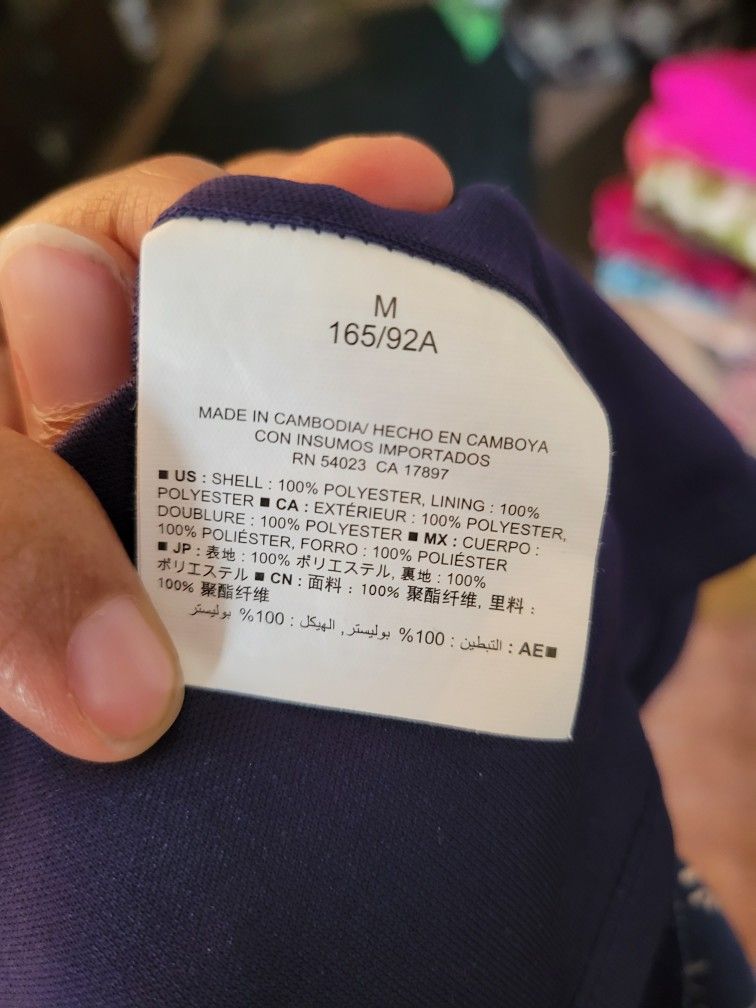 M
165/92A
MADE IN CAMBODIA/ HECHO EN CAMBOYA
CON INSUMOS IMPORTADOS
RN 54023 CA 17897
■ US : SHELL : 100% POLYESTER, LINING : 100%
POLYESTER ■ CA : EXTÉRIEUR : 100% POLYESTER,
DOUBLURE : 100% POLYESTER ■ MX : CUERPO :
100% POLIÉSTER, FORRO : 100% POLIÉSTER
■ JP : 表地 : 100% ポリエステル, 裏地 : 100%
ポリエステル ■ CN : 面料 : 100% 聚酯纤维, 里料 :
100% 聚酯纤维
■AE : التبطين : 100% بوليستر, الهيكل : 100% بوليستر